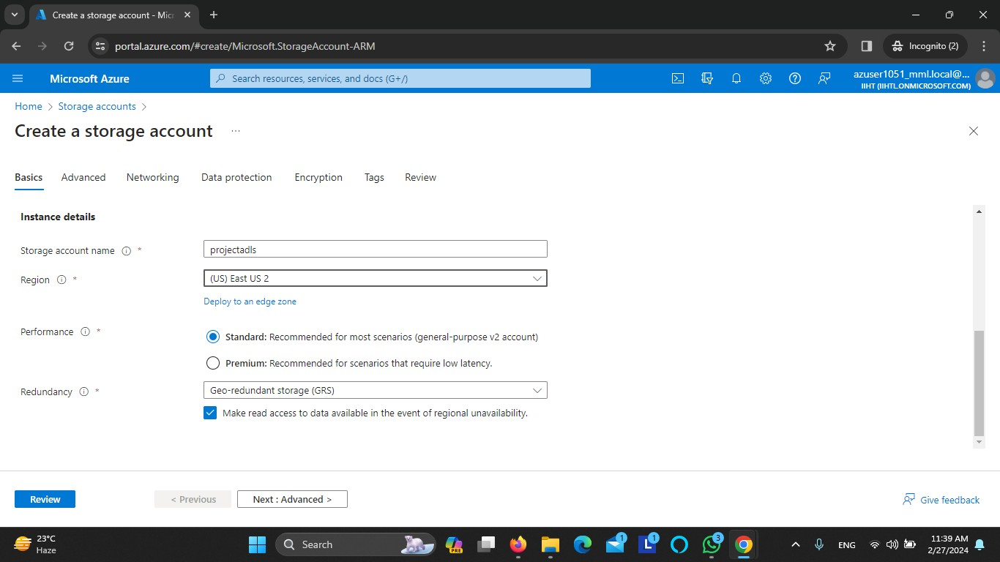 Create a storage account - Mic
portal.azure.com/#create/Microsoft.StorageAccount-ARM
Incognito (2)
Microsoft Azure
Search resources, services, and docs (G+/)
azuser1051_mml.local@...
IIHT (IIHTL.ONMICROSOFT.COM)
Home > Storage accounts >
Create a storage account ...
Basics Advanced Networking Data protection Encryption Tags Review
Instance details
Storage account name * projectadls
Region * (US) East US 2
Deploy to an edge zone
Performance *
Standard: Recommended for most scenarios (general-purpose v2 account)
Premium: Recommended for scenarios that require low latency.
Redundancy * Geo-redundant storage (GRS)
Make read access to data available in the event of regional unavailability.
Review < Previous Next : Advanced > Give feedback
23°C
Haze
Search
PRE
1
L 1
3
ENG
11:39 AM
2/27/2024